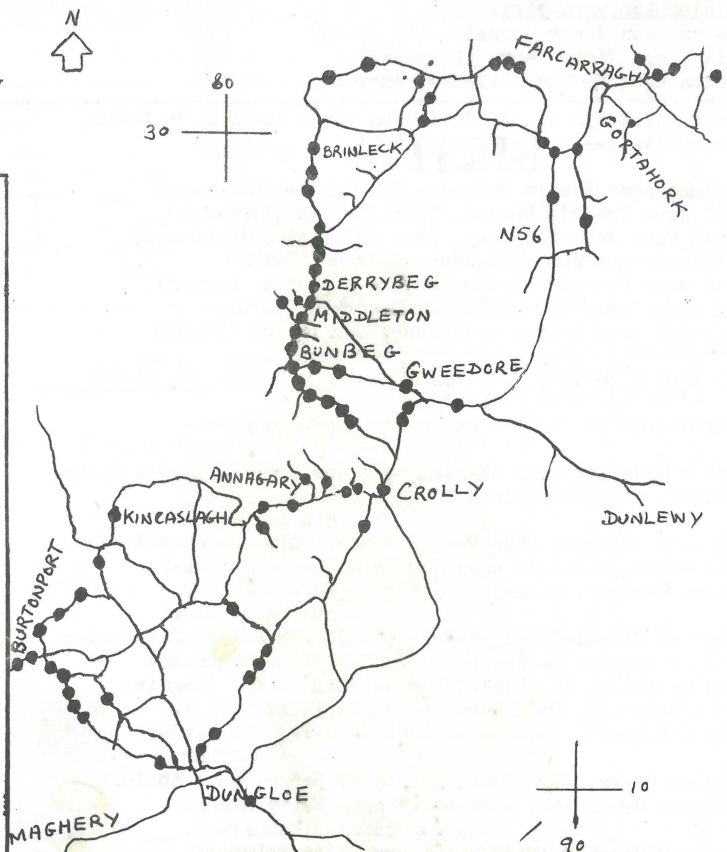 N
FARCARRAGH
80
30
BRINLECK
GORTAHORK
N56
DERRYBEG
MIDDLETON
BUNBEG
GWEEDORE
ANNAGARY
CROLLY
KINCASLAGH
DUNLEWY
BURTONPORT
DUNGLOE
10
MAGHERY
90